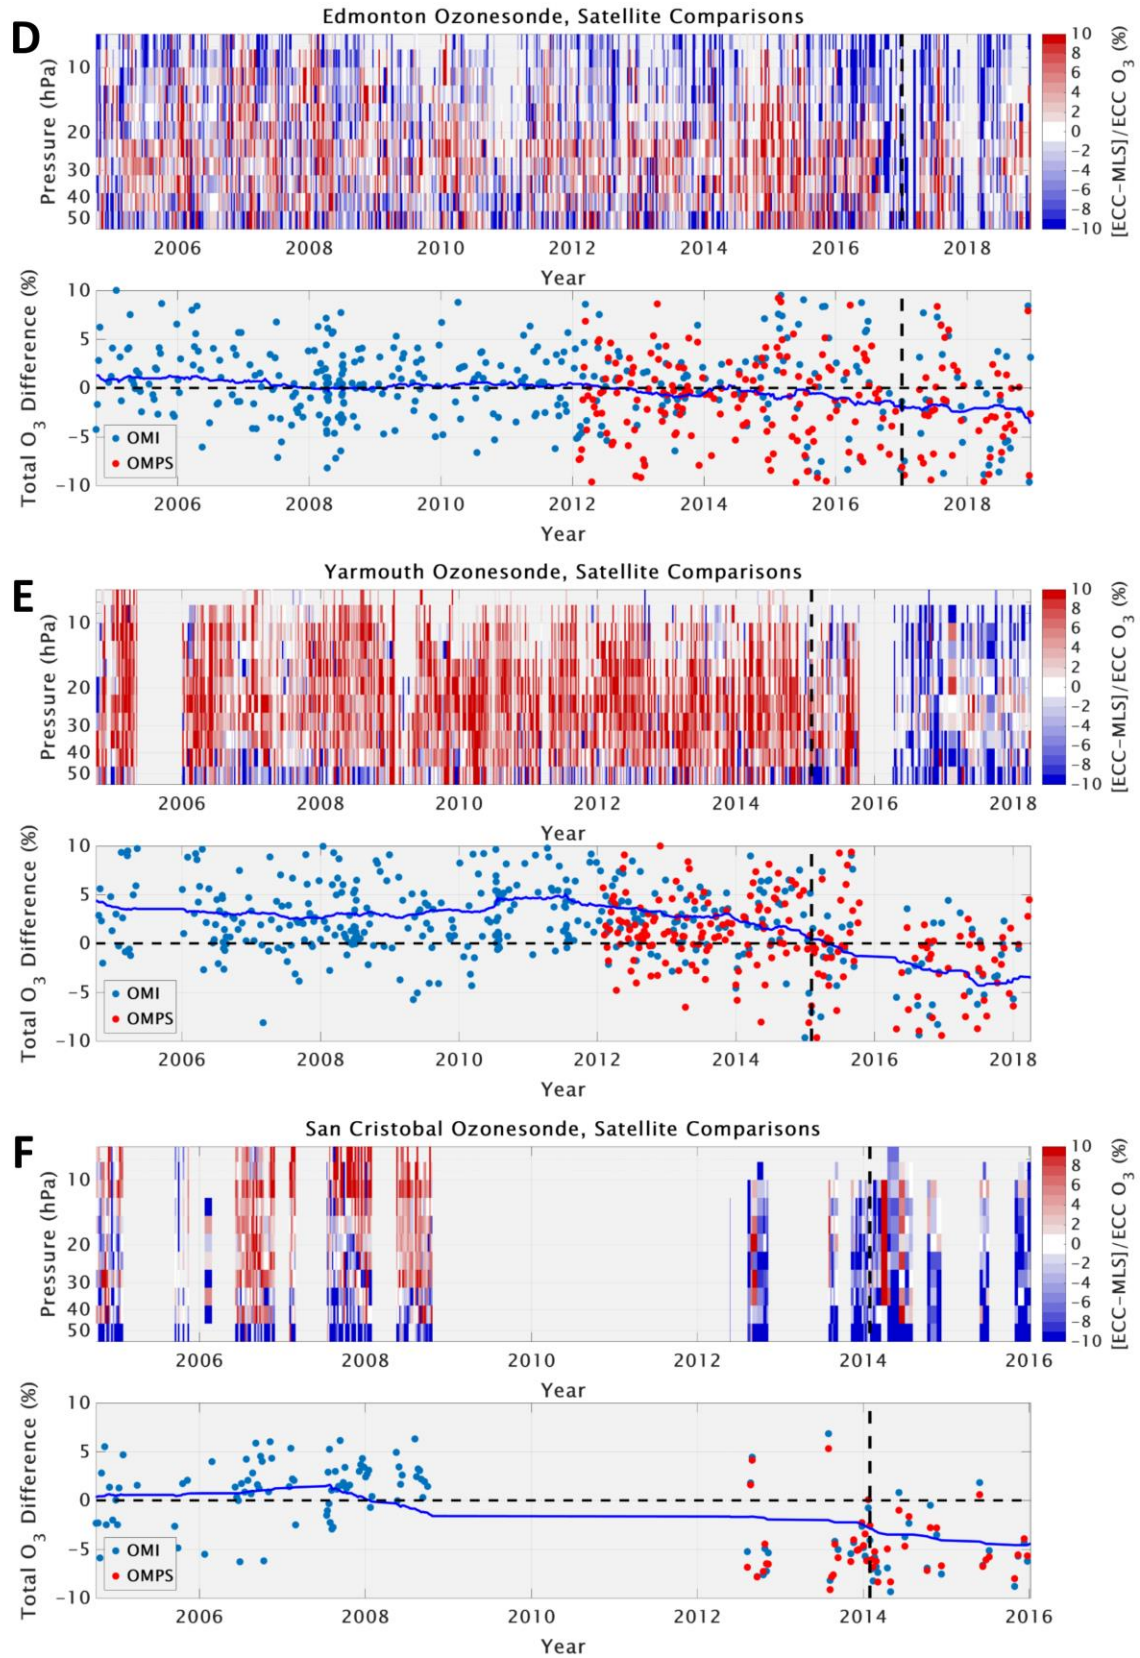 D
Edmonton Ozonesonde, Satellite Comparisons
Pressure (hPa)
10
20
30
40
50
2006 2008 2010 2012 2014 2016 2018
Year
10
8
6
4
2
0
−2
−4
−6
−8
−10
[ECC−MLS]/ECC O3 (%)
Total O3 Difference (%)
10
5
0
−5
−10
OMI
OMPS
2006 2008 2010 2012 2014 2016 2018
Year
E
Yarmouth Ozonesonde, Satellite Comparisons
Pressure (hPa)
10
20
30
40
50
2006 2008 2010 2012 2014 2016 2018
Year
10
8
6
4
2
0
−2
−4
−6
−8
−10
[ECC−MLS]/ECC O3 (%)
Total O3 Difference (%)
10
5
0
−5
−10
OMI
OMPS
2006 2008 2010 2012 2014 2016 2018
Year
F
San Cristobal Ozonesonde, Satellite Comparisons
Pressure (hPa)
10
20
30
40
50
2006 2008 2010 2012 2014 2016
Year
10
8
6
4
2
0
−2
−4
−6
−8
−10
[ECC−MLS]/ECC O3 (%)
Total O3 Difference (%)
10
5
0
−5
−10
OMI
OMPS
2006 2008 2010 2012 2014 2016
Year